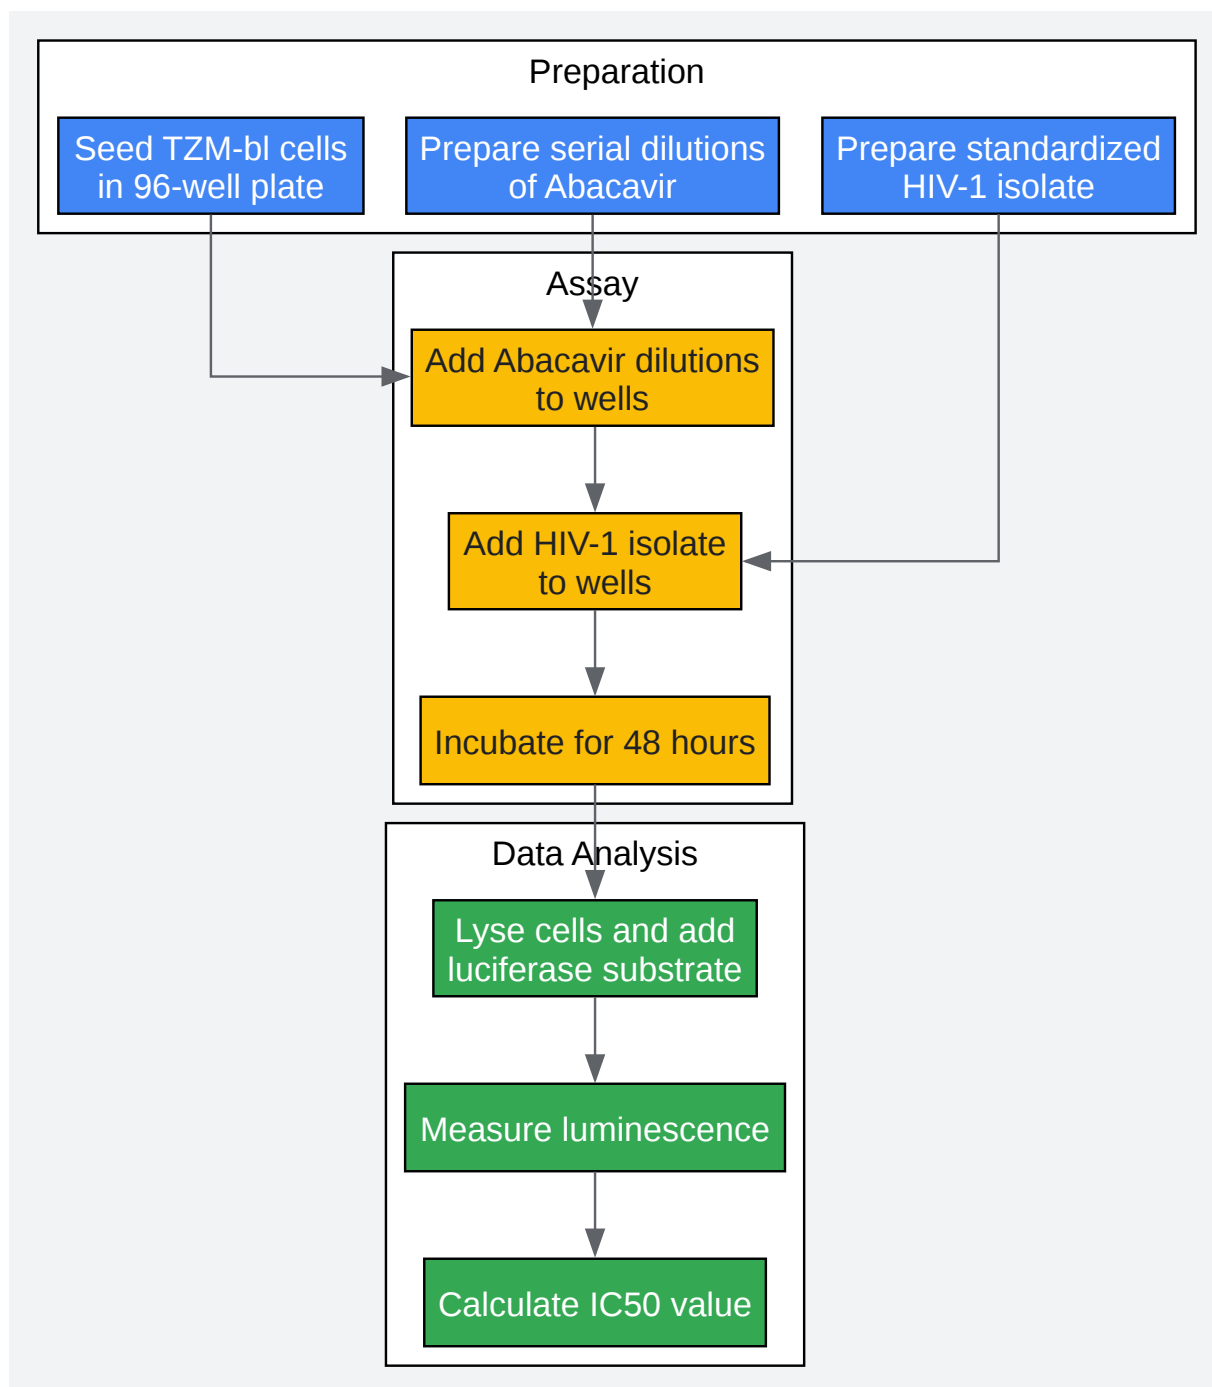 Preparation
Seed TZM-bl cells
in 96-well plate
Prepare serial dilutions
of Abacavir
Prepare standardized
HIV-1 isolate
Assay
Add Abacavir dilutions
to wells
Add HIV-1 isolate
to wells
Incubate for 48 hours
Data Analysis
Lyse cells and add
luciferase substrate
Measure luminescence
Calculate IC50 value